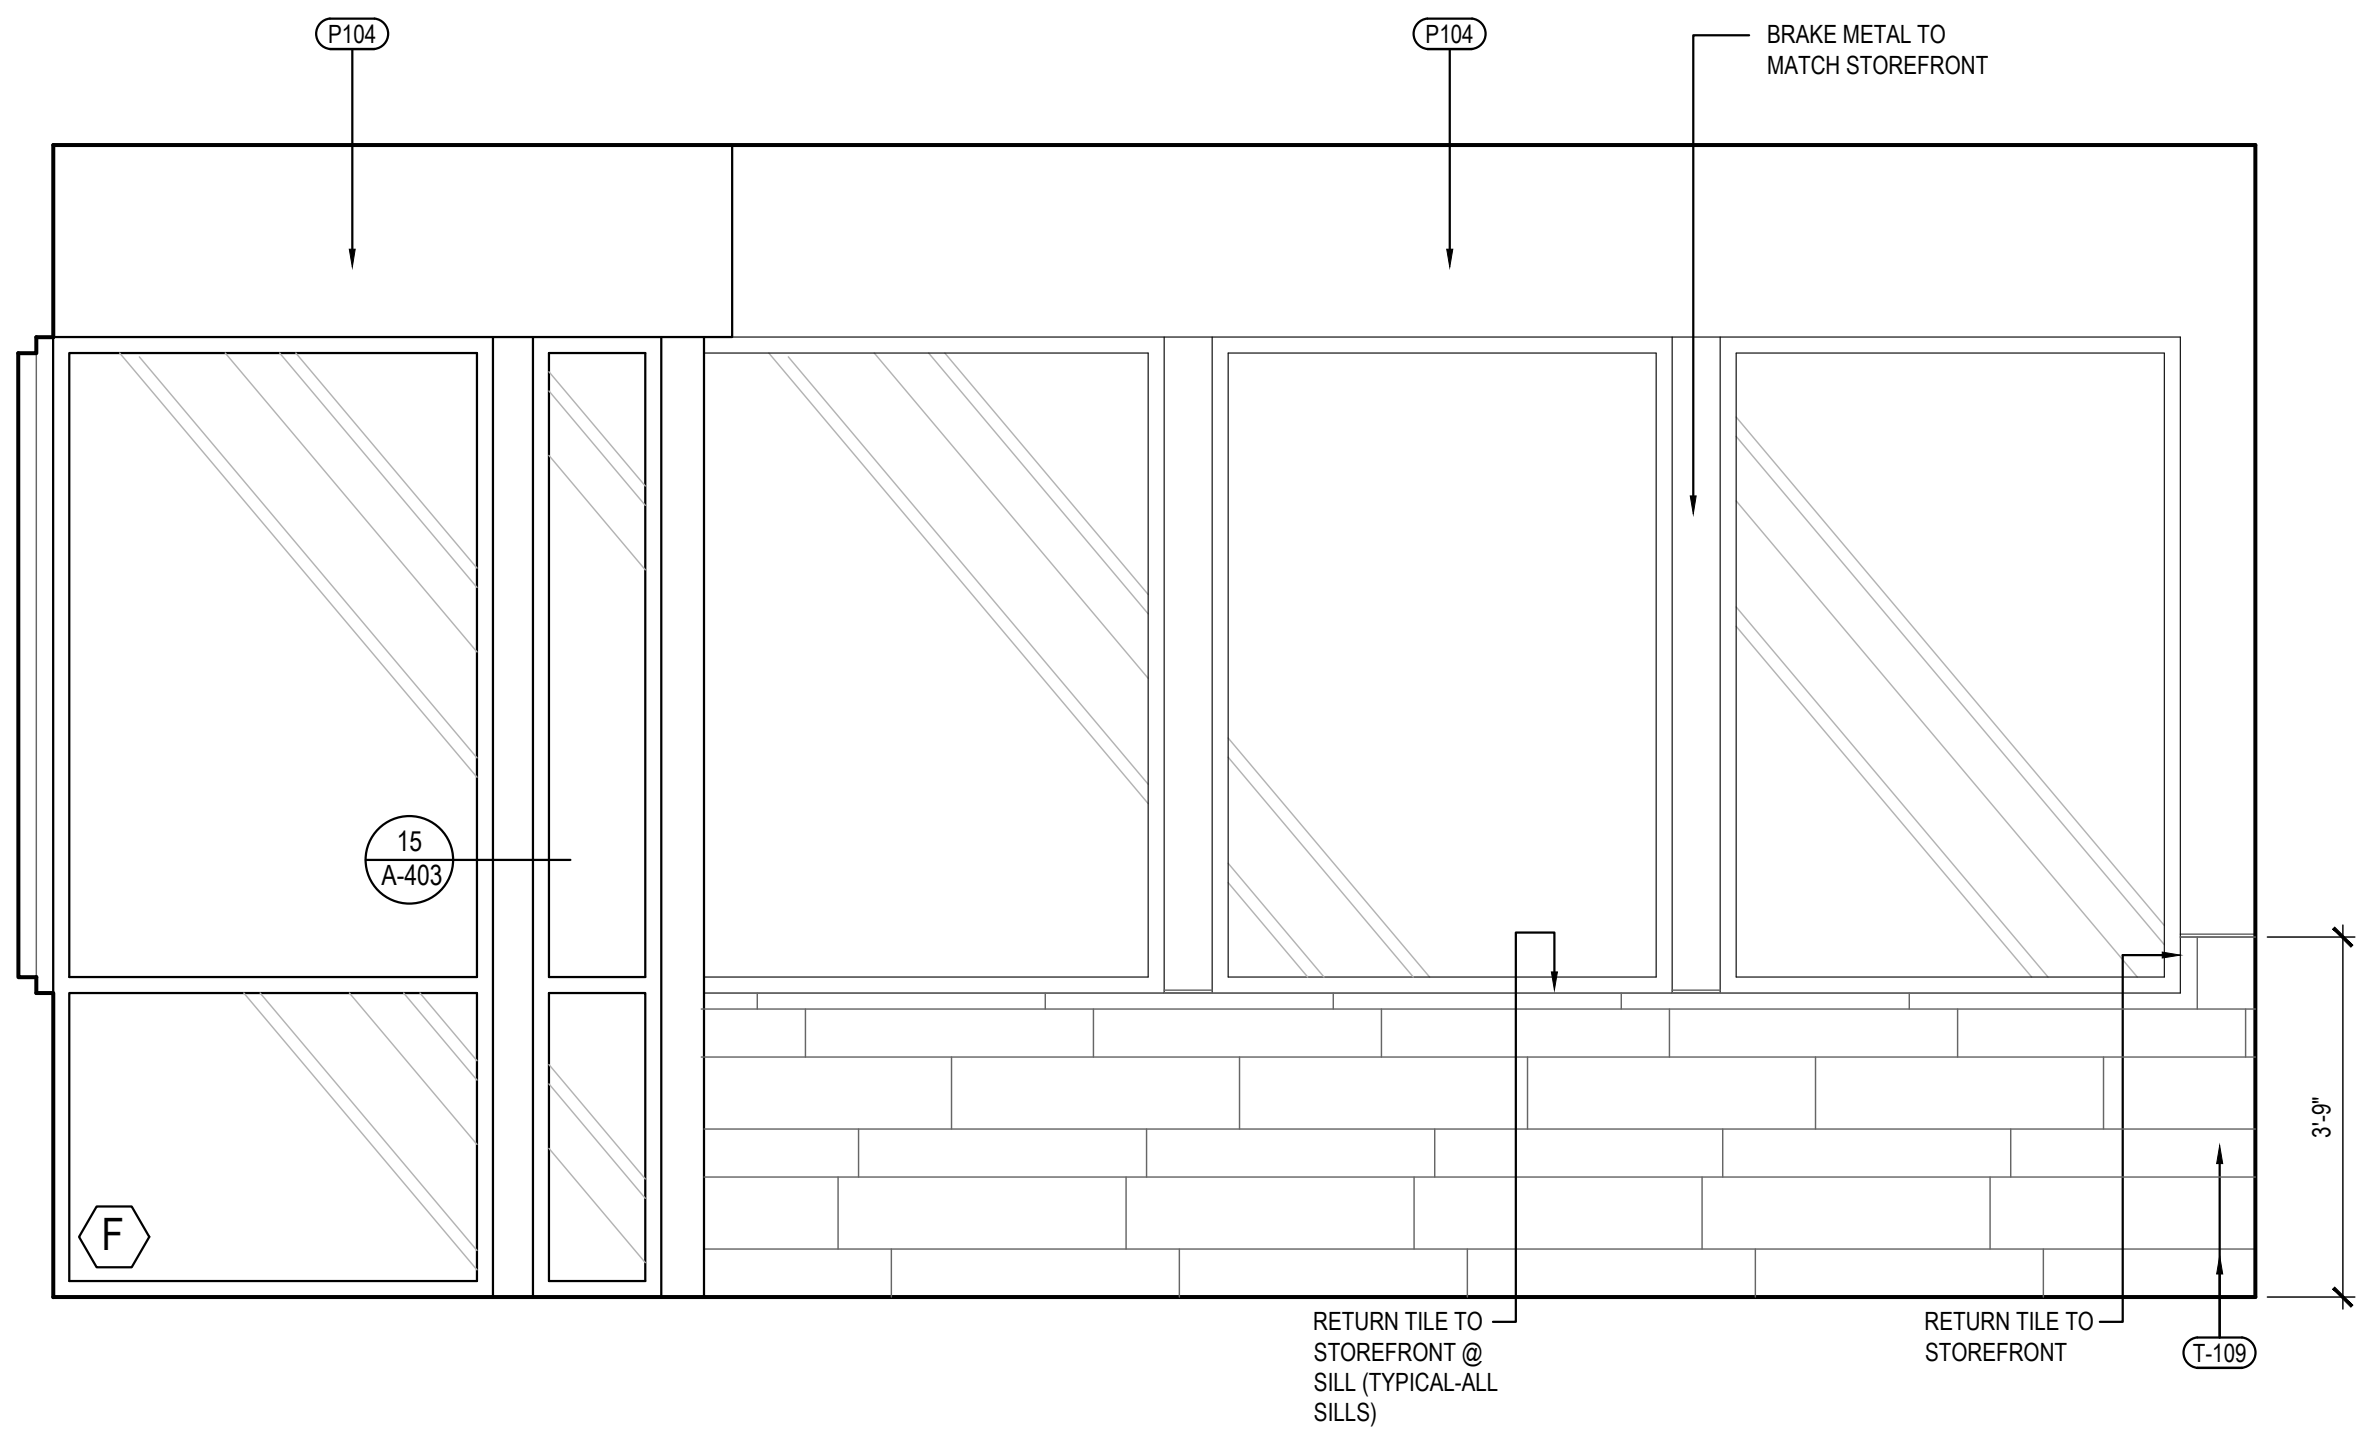 P104
P104
BRAKE METAL TO
MATCH STOREFRONT
15
A-403
3'-9"
F
RETURN TILE TO
STOREFRONT @
SILL (TYPICAL-ALL
SILLS)
RETURN TILE TO
STOREFRONT
T-109